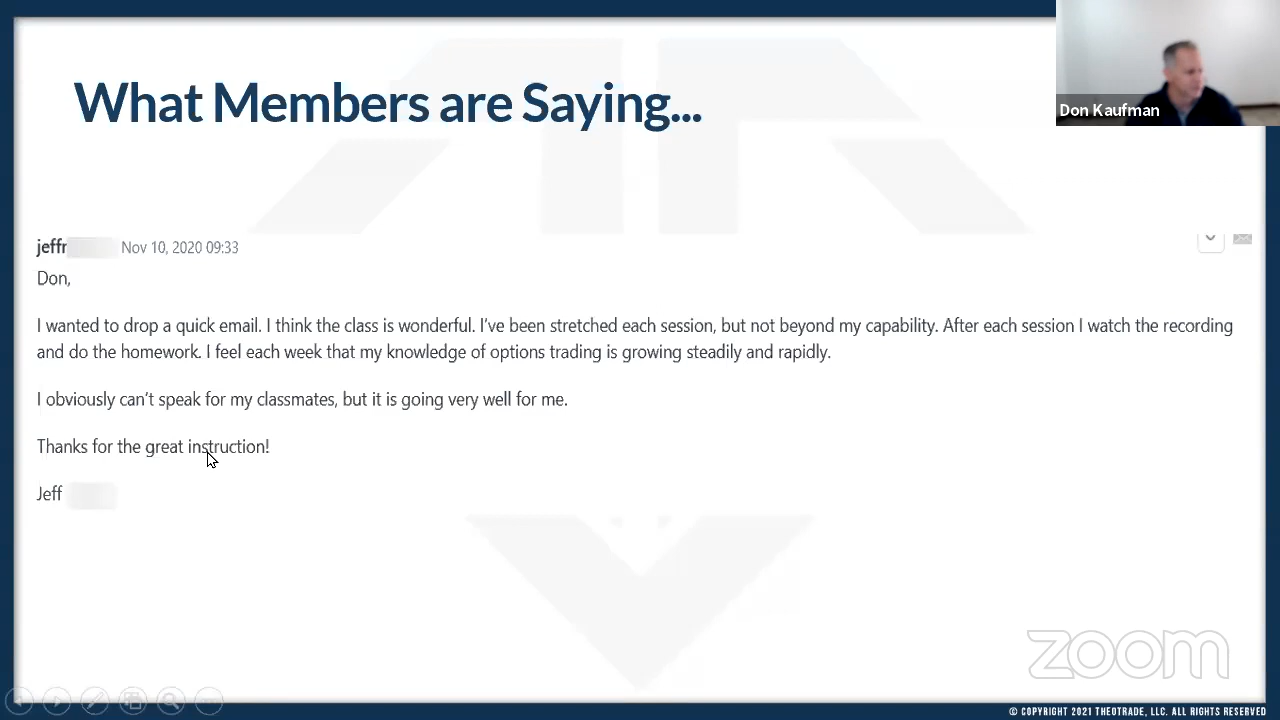 What Members are Saying...
Don Kaufman
jeffr Nov 10, 2020 09:33
Don,
I wanted to drop a quick email. I think the class is wonderful. I've been stretched each session, but not beyond my capability. After each session I watch the recording
and do the homework. I feel each week that my knowledge of options trading is growing steadily and rapidly.
I obviously can't speak for my classmates, but it is going very well for me.
Thanks for the great instruction!
Jeff
zoom
© COPYRIGHT 2021 THEOTRADE, LLC. ALL RIGHTS RESERVED